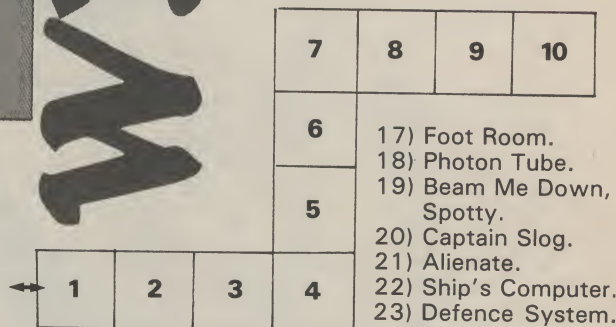 7 8 9 10
6
5
1 2 3 4
17) Foot Room.
18) Photon Tube.
19) Beam Me Down,
Spotty.
20) Captain Slog.
21) Alienate.
22) Ship's Computer.
23) Defence System.